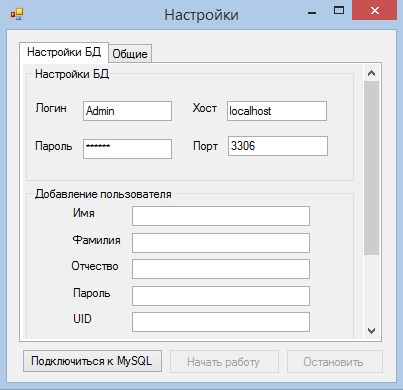 Настройки
Настройки БД Общие
Настройки БД
Логин Admin Хост localhost
Пароль ****** Порт 3306
Добавление пользователя
Имя
Фамилия
Отчество
Пароль
UID
Подключиться к MySQL Начать работу Остановить